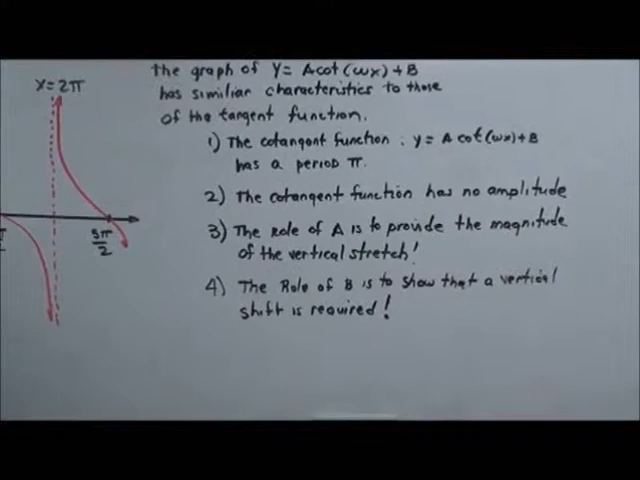 x=2π
The graph of y= Acot(ωx)+B
has similiar characteristics to those
of the tangent function.
1) The cotangent function : y= A cot(ωx)+B
has a period π.
2) The cotangent function has no amplitude
3) The role of A is to provide the magnitude
of the vertical stretch!
4) The Role of B is to show that a vertical
shift is required!
π
5π
2